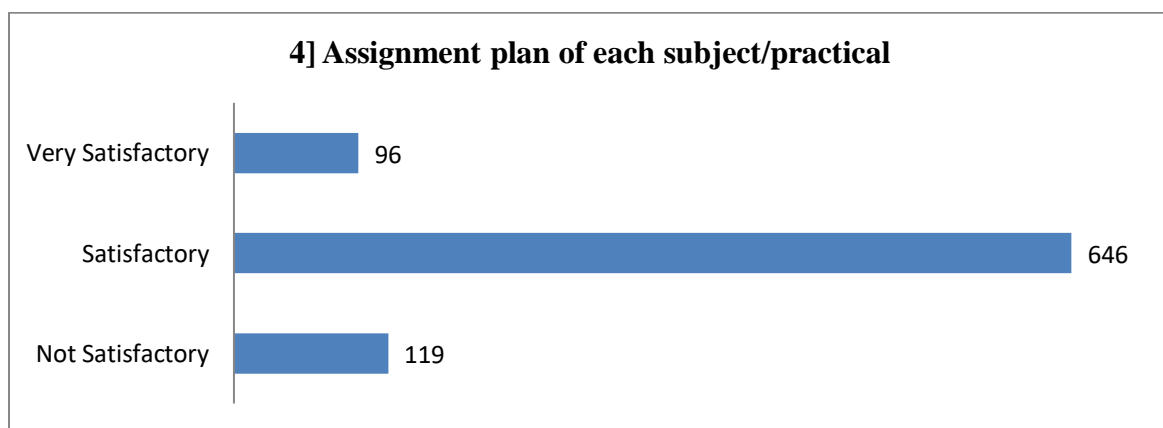 4] Assignment plan of each subject/practical
Very Satisfactory 96
Satisfactory 646
Not Satisfactory 119